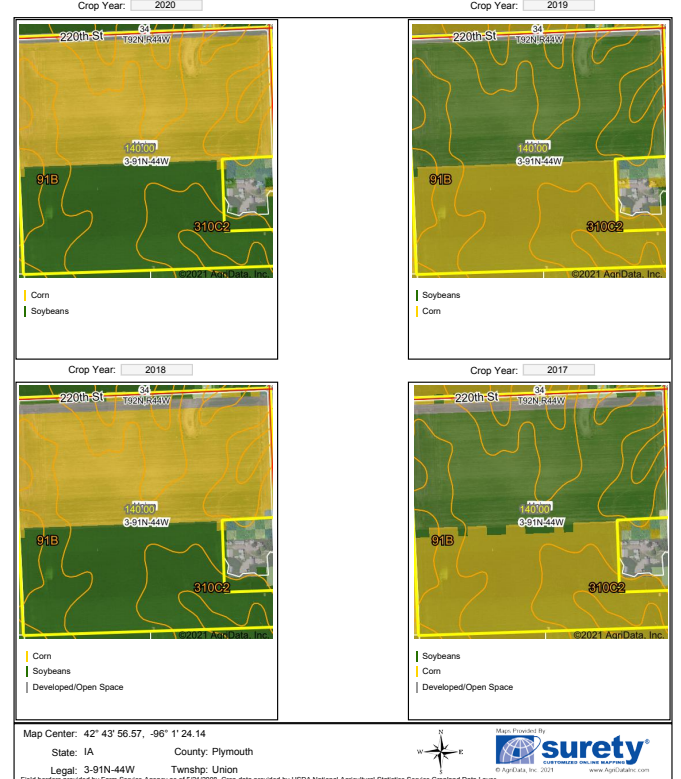 Crop Year: 2020
Crop Year: 2019
34
220th St
T92N R44W
140.00
3-91N-44W
91B
310C2
©2021 AgriData, Inc.
Corn
Soybeans
34
220th St
T92N R44W
140.00
3-91N-44W
91B
310C2
©2021 AgriData, Inc.
Soybeans
Corn
Crop Year: 2018
Crop Year: 2017
34
220th St
T92N R44W
140.00
3-91N-44W
91B
310C2
©2021 AgriData, Inc.
Corn
Soybeans
Developed/Open Space
34
220th St
T92N R44W
140.00
3-91N-44W
91B
310C2
©2021 AgriData, Inc.
Soybeans
Corn
Developed/Open Space
Map Center: 42° 43' 56.57, -96° 1' 24.14
State: IA County: Plymouth
Legal: 3-91N-44W Twnshp: Union
N
W E
S
Maps Provided By
surety®
CUSTOMIZED ONLINE MAPPING
© AgriData, Inc. 2021 www.AgriDataInc.com